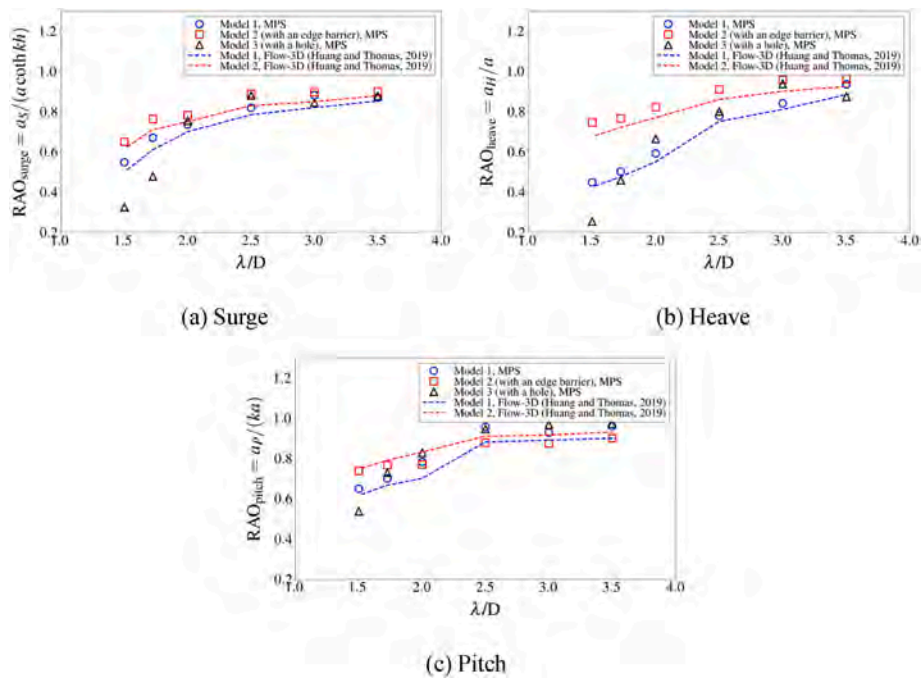 Model 1, MPS
Model 2 (with an edge barrier), MPS
Model 3 (with a hole), MPS
Model 1, Flow-3D (Huang and Thomas, 2019)
Model 2, Flow-3D (Huang and Thomas, 2019)
1.2
1.0
0.8
0.6
0.4
0.2
RAO_surge = a_S/(acothkh)
1.0 1.5 2.0 2.5 3.0 3.5 4.0
λ/D
(a) Surge
Model 1, MPS
Model 2 (with an edge barrier), MPS
Model 3 (with a hole), MPS
Model 1, Flow-3D (Huang and Thomas, 2019)
Model 2, Flow-3D (Huang and Thomas, 2019)
1.2
1.0
0.8
0.6
0.4
0.2
RAO_heave = a_H/a
1.0 1.5 2.0 2.5 3.0 3.5 4.0
λ/D
(b) Heave
Model 1, MPS
Model 2 (with an edge barrier), MPS
Model 3 (with a hole), MPS
Model 1, Flow-3D (Huang and Thomas, 2019)
Model 2, Flow-3D (Huang and Thomas, 2019)
1.2
1.0
0.8
0.6
0.4
0.2
RAO_pitch = a_P/(ka)
1.0 1.5 2.0 2.5 3.0 3.5 4.0
λ/D
(c) Pitch